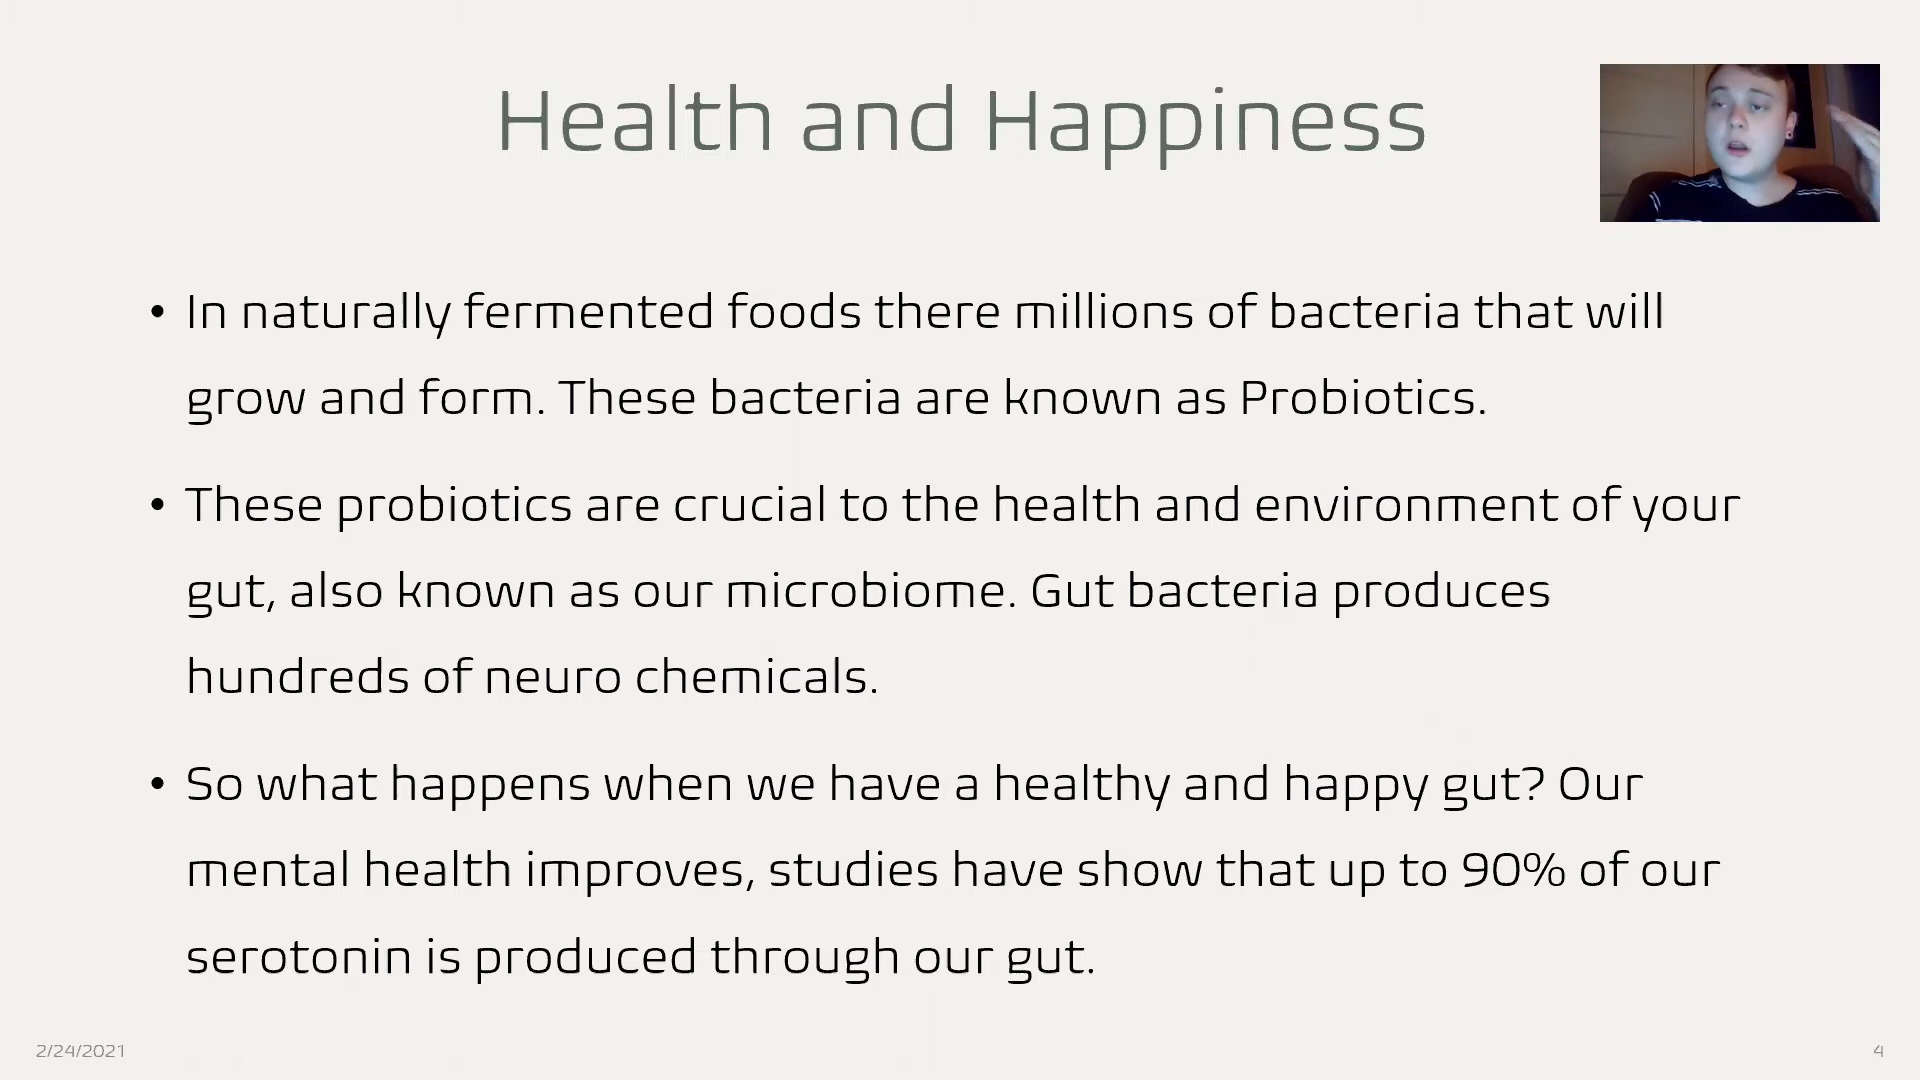 Health and Happiness
• In naturally fermented foods there millions of bacteria that will
grow and form. These bacteria are known as Probiotics.
• These probiotics are crucial to the health and environment of your
gut, also known as our microbiome. Gut bacteria produces
hundreds of neuro chemicals.
• So what happens when we have a healthy and happy gut? Our
mental health improves, studies have show that up to 90% of our
serotonin is produced through our gut.
2/24/2021
4